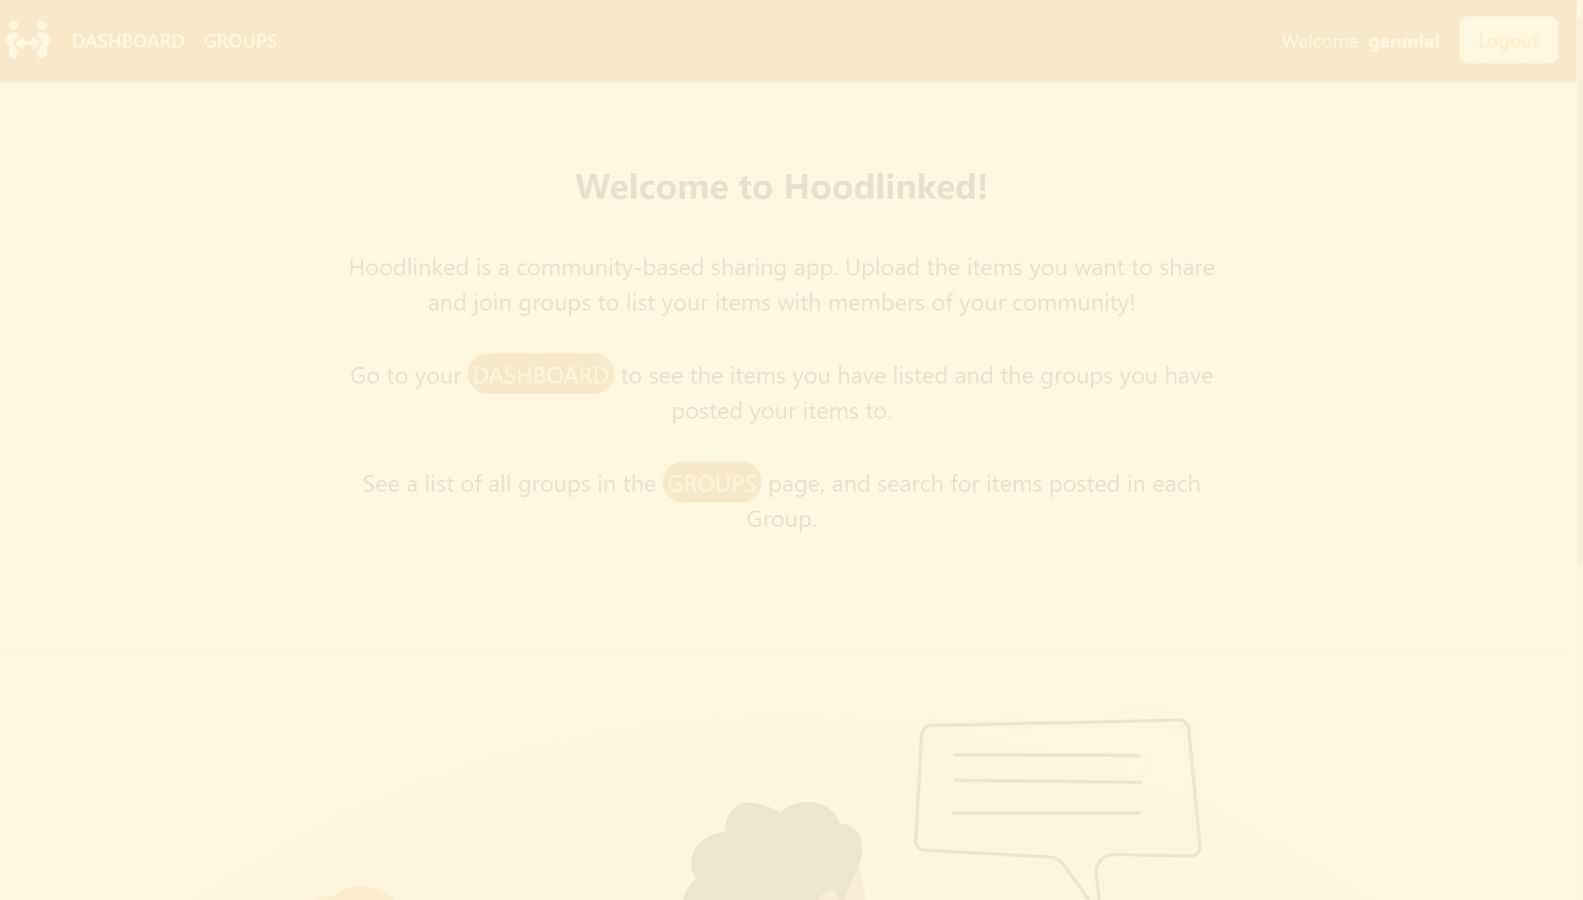 DASHBOARD GROUPS Welcome, genmla! Logout
Welcome to Hoodlinked!
Hoodlinked is a community-based sharing app. Upload the items you want to share
and join groups to list your items with members of your community!
Go to your DASHBOARD to see the items you have listed and the groups you have
posted your items to.
See a list of all groups in the GROUPS page, and search for items posted in each
Group.